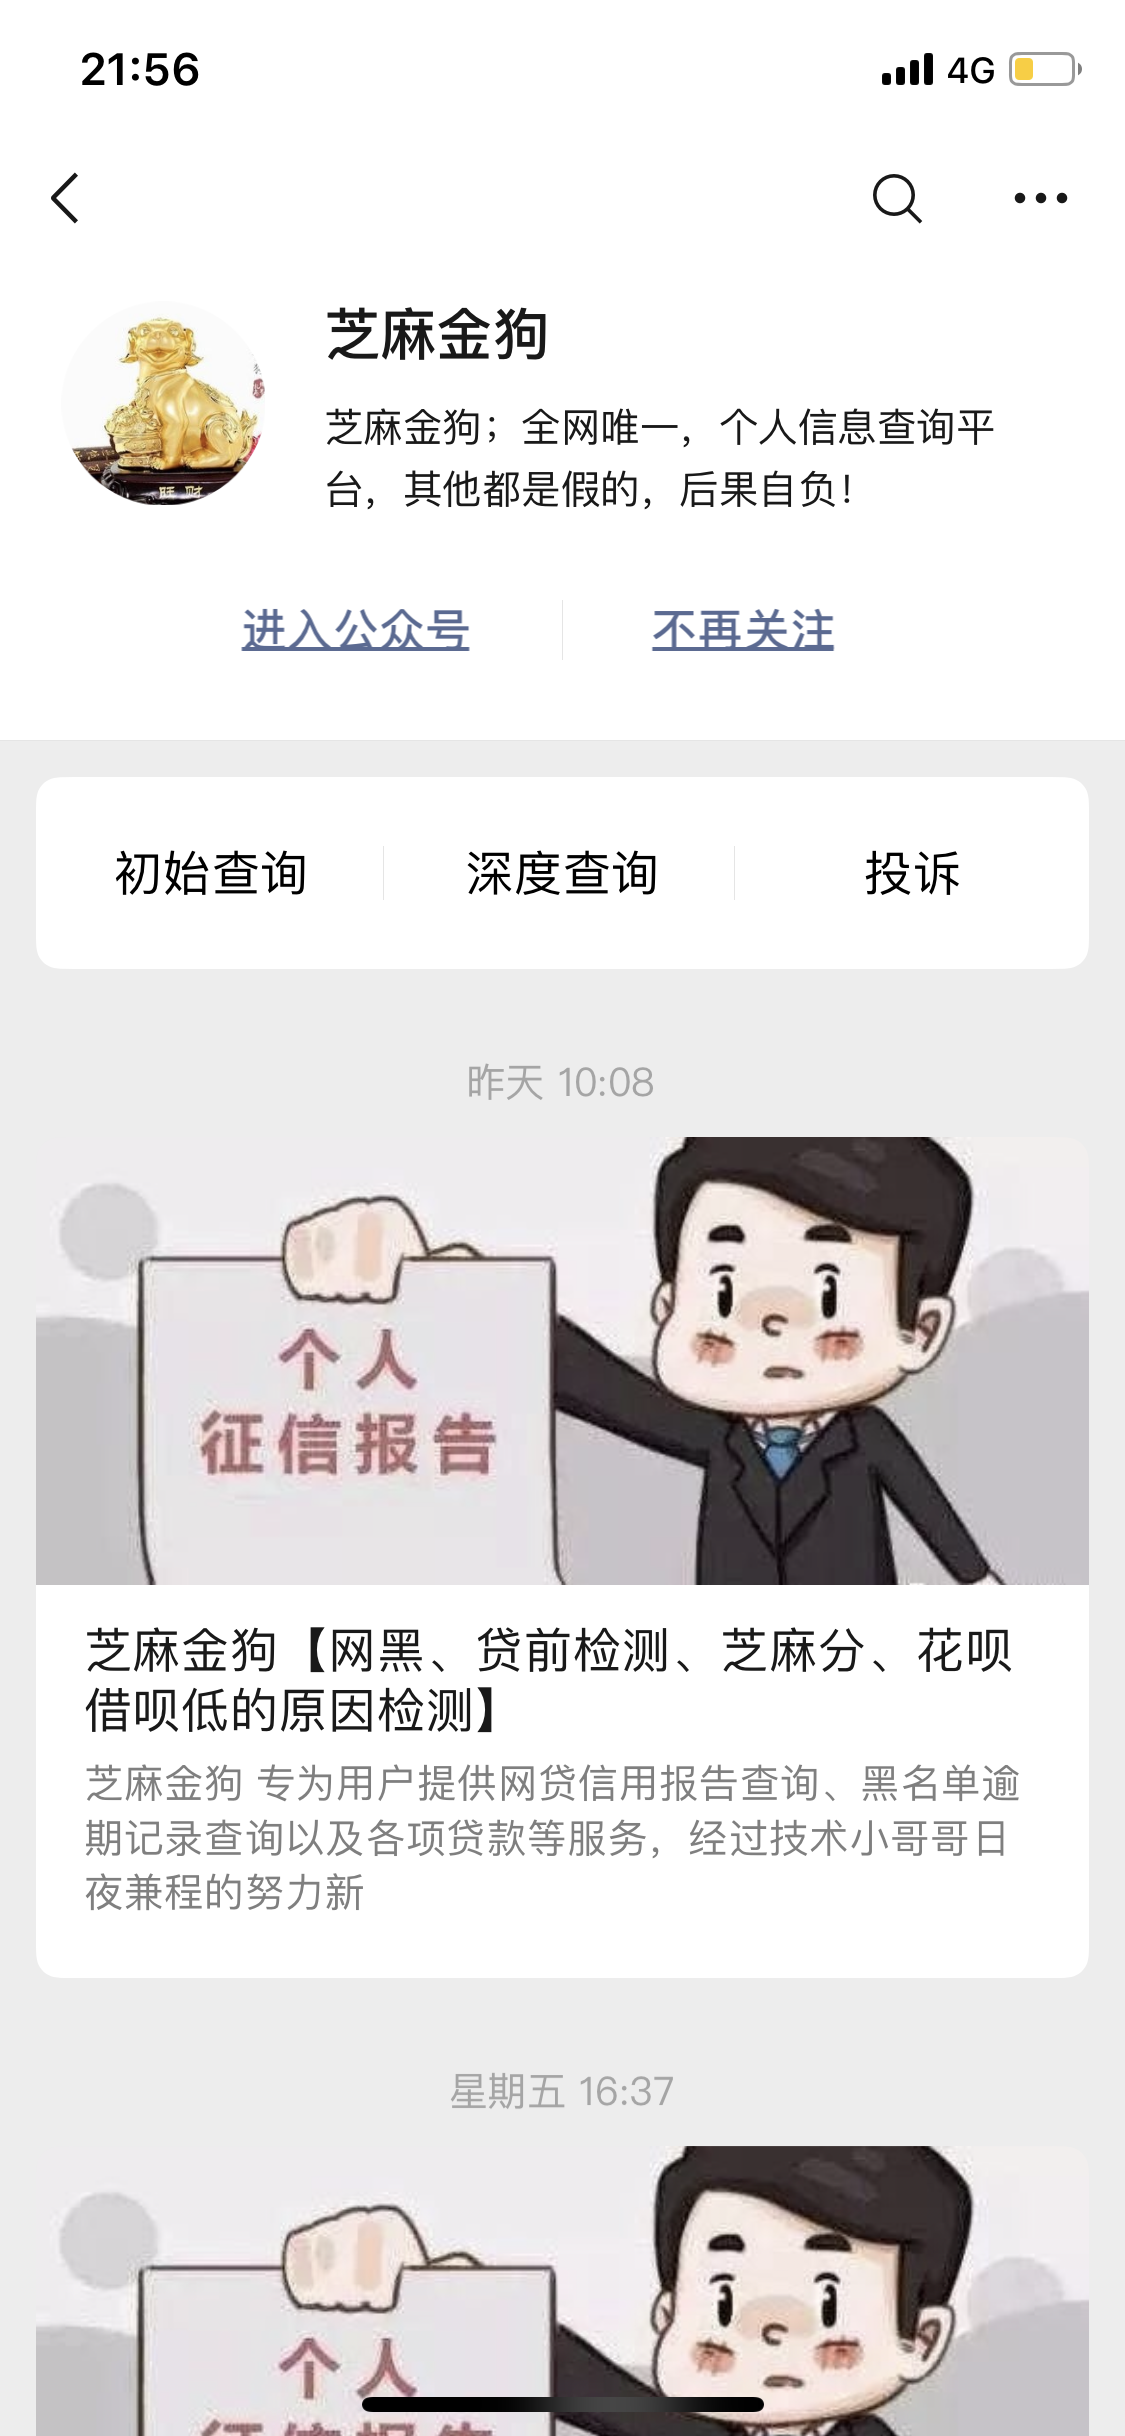 21:56
4G
芝麻金狗
芝麻金狗；全网唯一，个人信息查询平
台，其他都是假的，后果自负！
旺 财
进入公众号
不再关注
初始查询
深度查询
投诉
昨天 10:08
个人
征信报告
芝麻金狗【网黑、贷前检测、芝麻分、花呗
借呗低的原因检测】
芝麻金狗 专为用户提供网贷信用报告查询、黑名单逾
期记录查询以及各项贷款等服务，经过技术小哥哥日
夜兼程的努力新
星期五 16:37
个人
征信报告